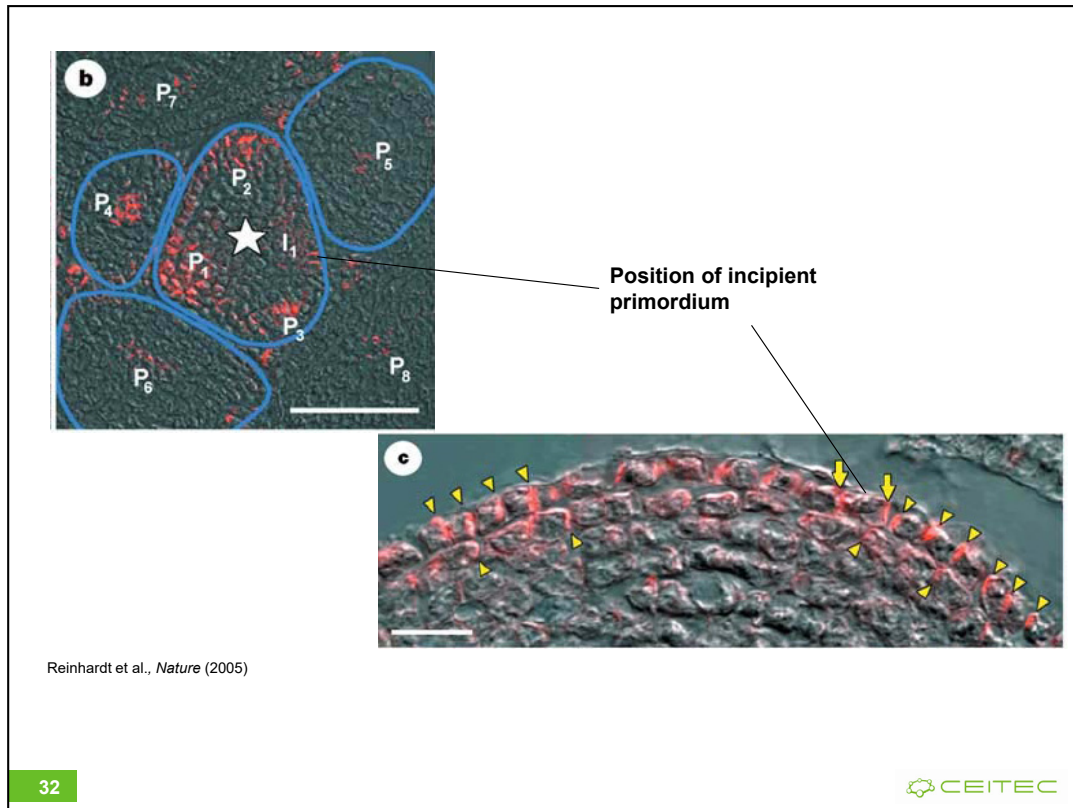 b
P7
P5
P2
P4
I1
P1
P3
P8
P6
Position of incipient
primordium
c
Reinhardt et al., Nature (2005)
32
CEITEC